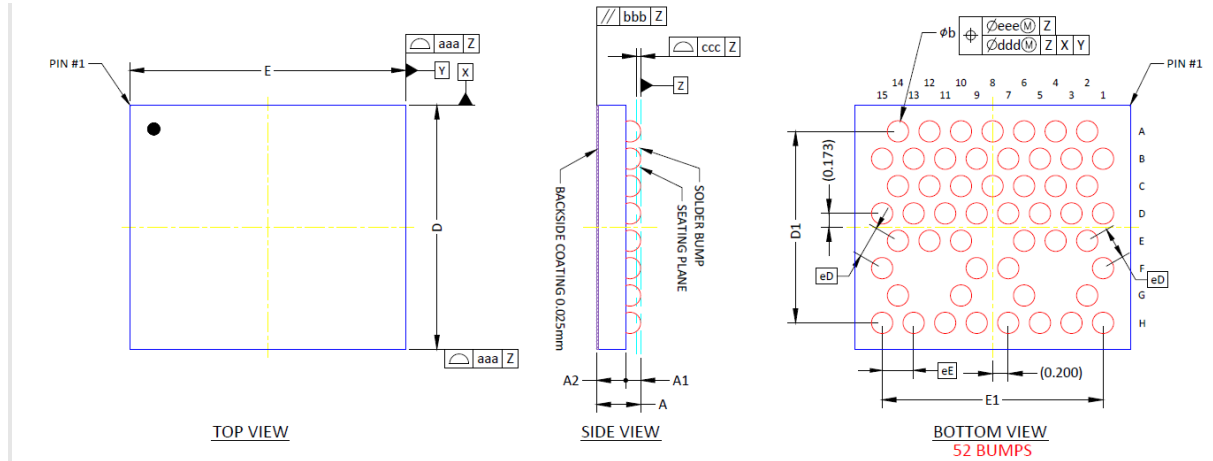 PIN #1
E
⌓ aaa Z
Y
X
D
⌓ aaa Z
TOP VIEW
// bbb Z
⌓ ccc Z
Z
BACKSIDE COATING 0.025mm
SOLDER BUMP
SEATING PLANE
A2
A1
A
SIDE VIEW
øb
⌖ Øeee Ⓜ Z
Øddd Ⓜ Z X Y
PIN #1
14 12 10 8 6 4 2
15 13 11 9 7 5 3 1
A
B
C
D
E
F
G
H
(0.173)
D1
eD
eD
eE
(0.200)
E1
BOTTOM VIEW
52 BUMPS